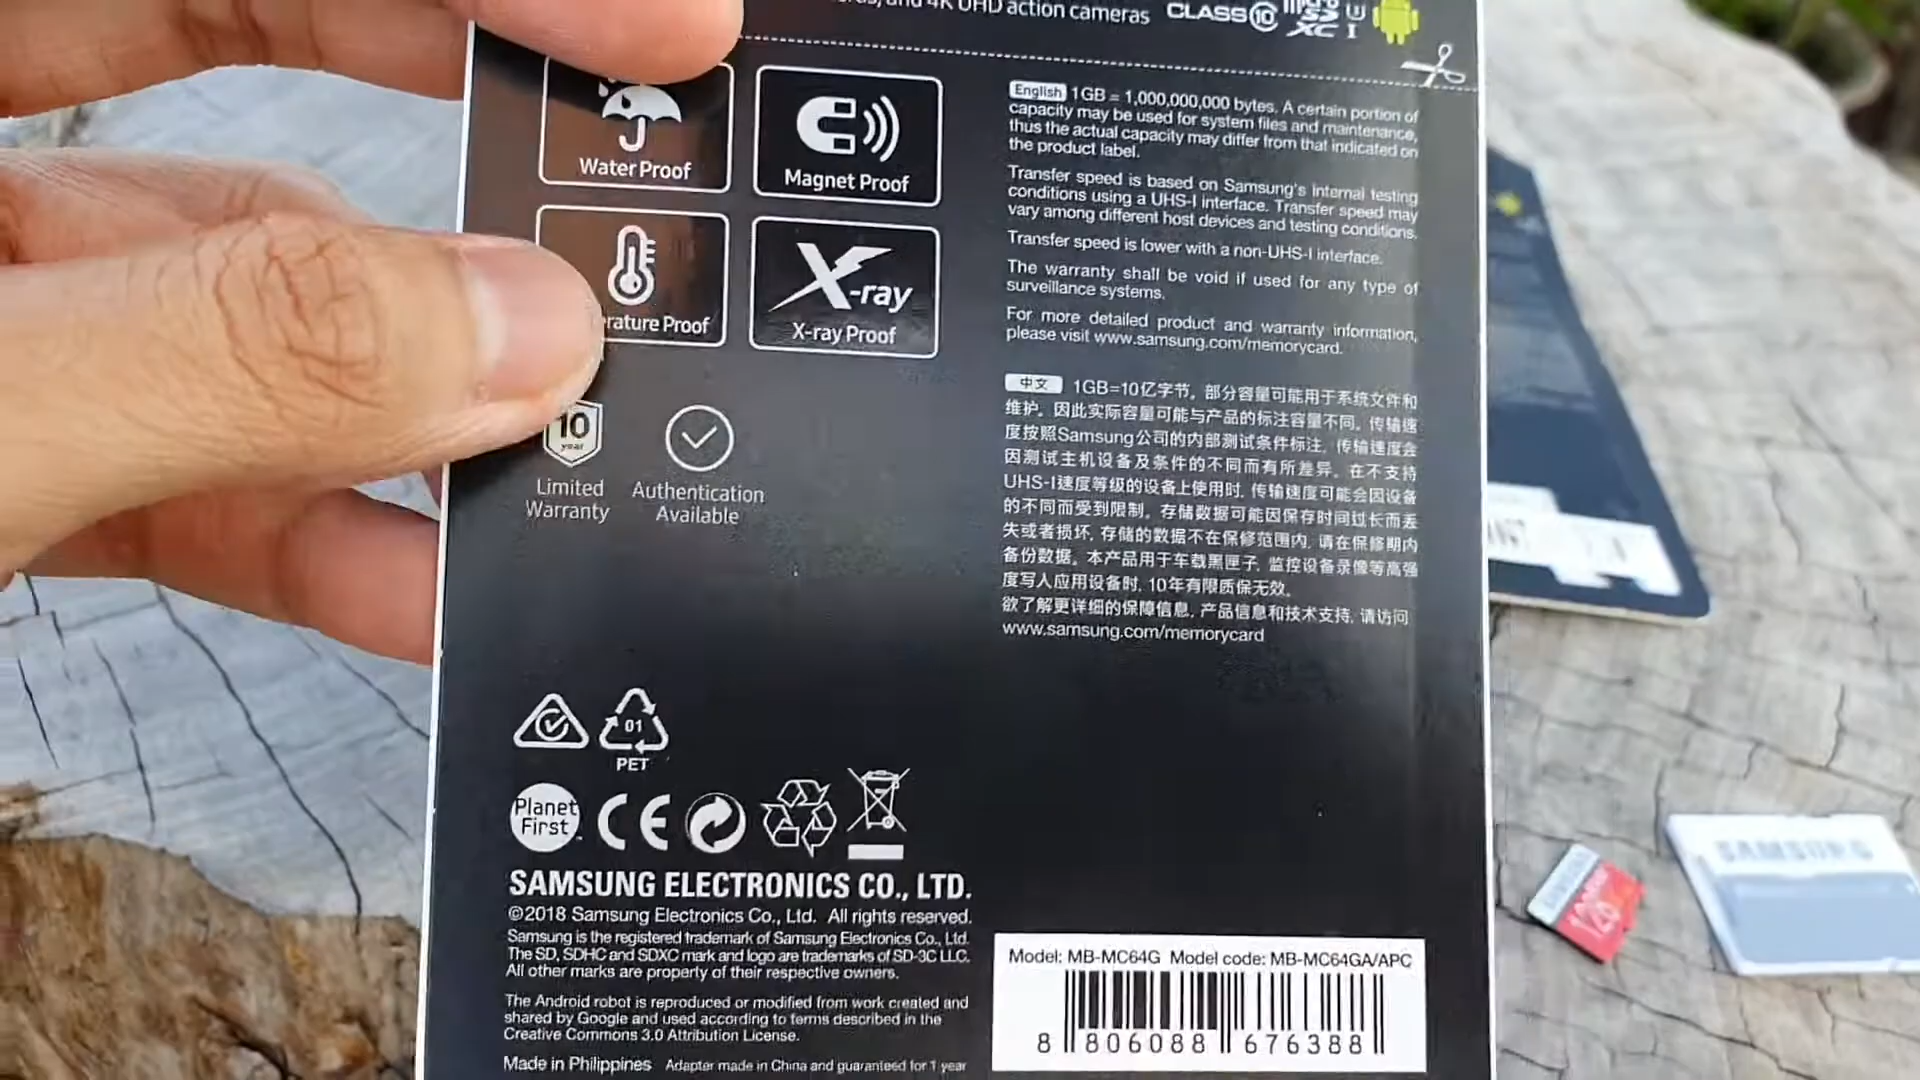 and 4K UHD action cameras CLASS10 micro SD XC I U1
Water Proof
Magnet Proof
rature Proof
X-ray
X-ray Proof
10 year
Limited Warranty
Authentication Available
English 1GB = 1,000,000,000 bytes. A certain portion of
capacity may be used for system files and maintenance,
thus the actual capacity may differ from that indicated on
the product label.
Transfer speed is based on Samsung's internal testing
conditions using a UHS-I interface. Transfer speed may
vary among different host devices and testing conditions.
Transfer speed is lower with a non-UHS-I interface.
The warranty shall be void if used for any type of
surveillance systems.
For more detailed product and warranty information,
please visit www.samsung.com/memorycard.
中文 1GB=10亿字节，部分容量可能用于系统文件和
维护。因此实际容量可能与产品的标注容量不同。传输速
度按照Samsung公司的内部测试条件标注，传输速度会
因测试主机设备及条件的不同而有所差异。在不支持
UHS-I速度等级的设备上使用时，传输速度可能会因设备
的不同而受到限制。存储数据可能因保存时间过长而丢
失或者损坏，存储的数据不在保修范围内，请在保修期内
备份数据。本产品用于车载黑匣子，监控设备录像等高强
度写入应用设备时，10年有限质保无效。
欲了解更详细的保障信息，产品信息和技术支持，请访问
www.samsung.com/memorycard
01
PET
Planet First
CE
SAMSUNG ELECTRONICS CO., LTD.
©2018 Samsung Electronics Co., Ltd. All rights reserved.
Samsung is the registered trademark of Samsung Electronics Co., Ltd.
The SD, SDHC and SDXC mark and logo are trademarks of SD-3C LLC.
All other marks are property of their respective owners.
The Android robot is reproduced or modified from work created and
shared by Google and used according to terms described in the
Creative Commons 3.0 Attribution License.
Made in Philippines Adapter made in China and guaranteed for 1 year
Model: MB-MC64G Model code: MB-MC64GA/APC
8 806088 676388
SAMSUNG
128